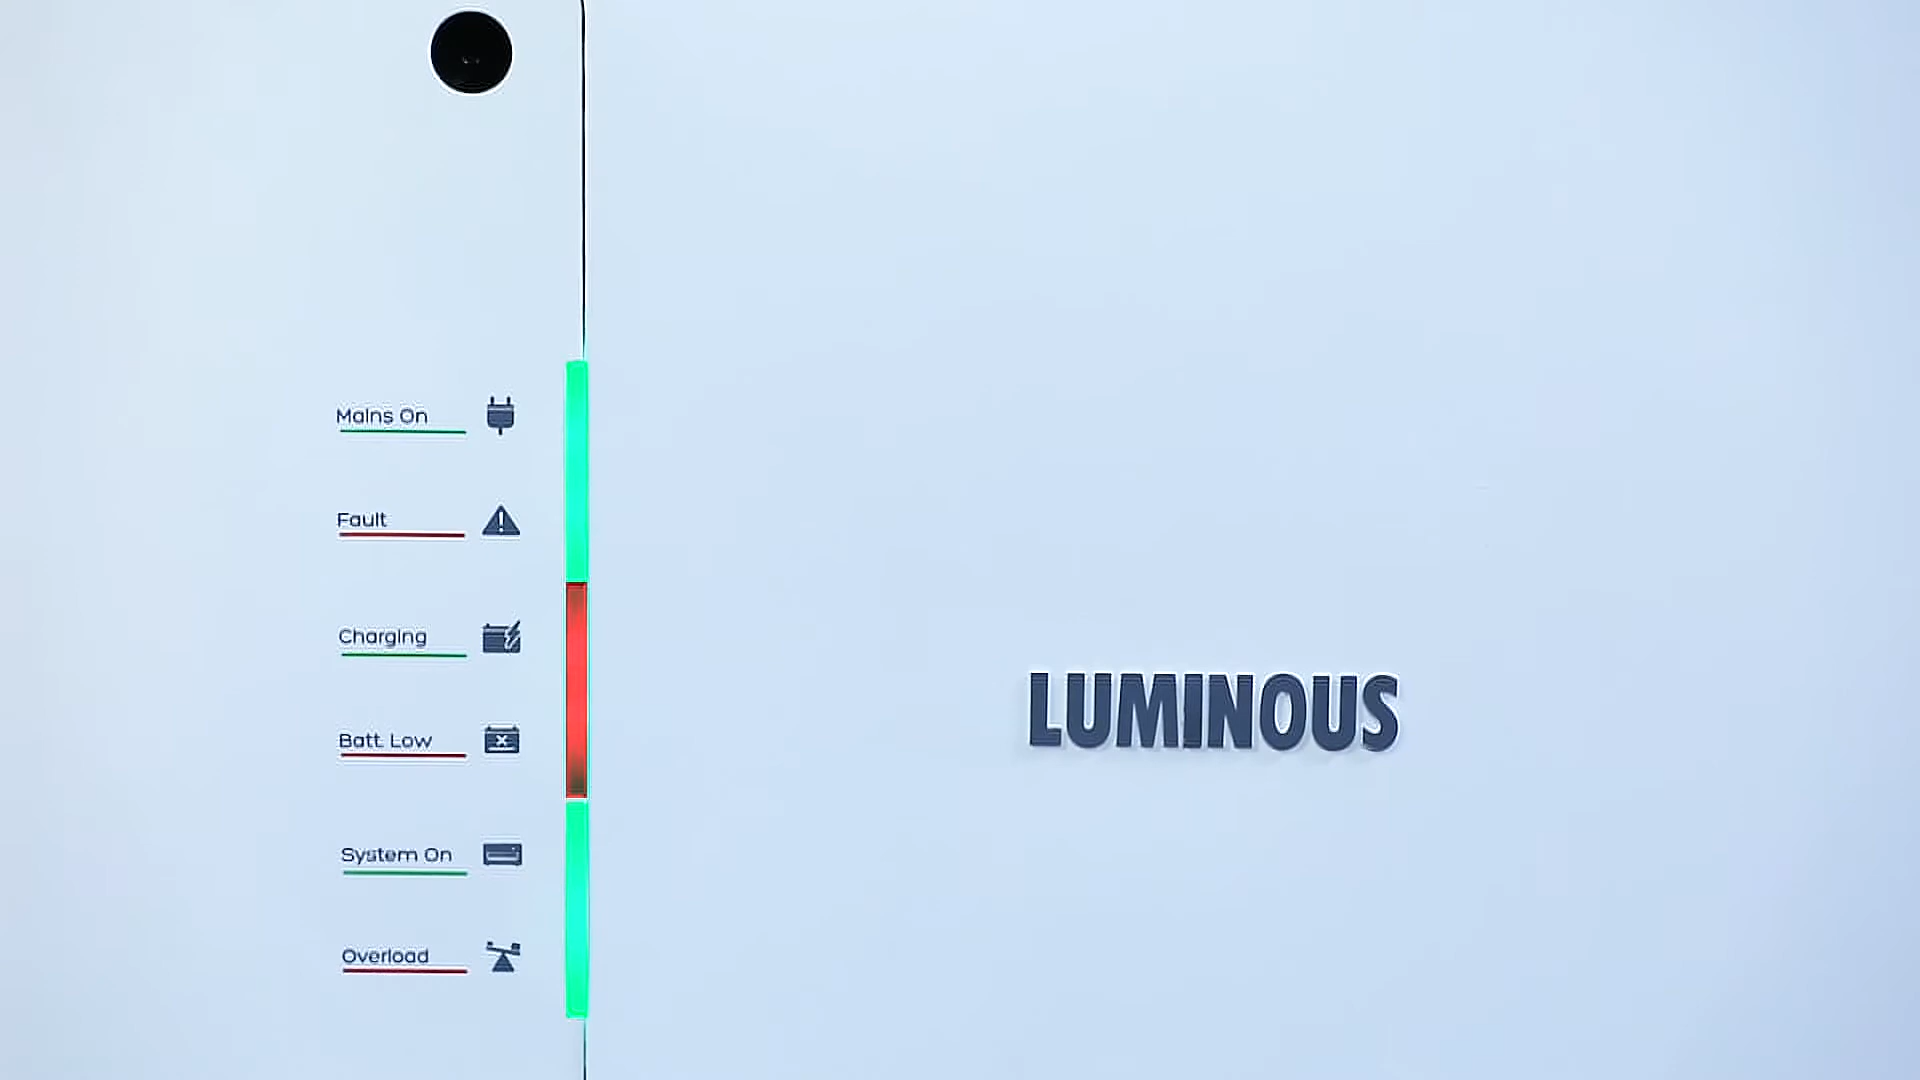 Mains On
Fault
Charging
Batt. Low
System On
Overload
LUMINOUS